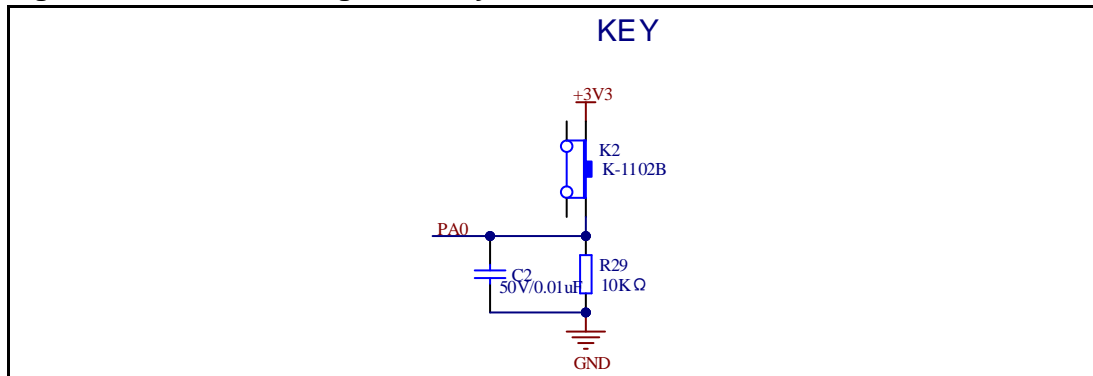 KEY
+3V3
K2
K-1102B
PA0
C2
50V/0.01uF
R29
10KΩ
GND